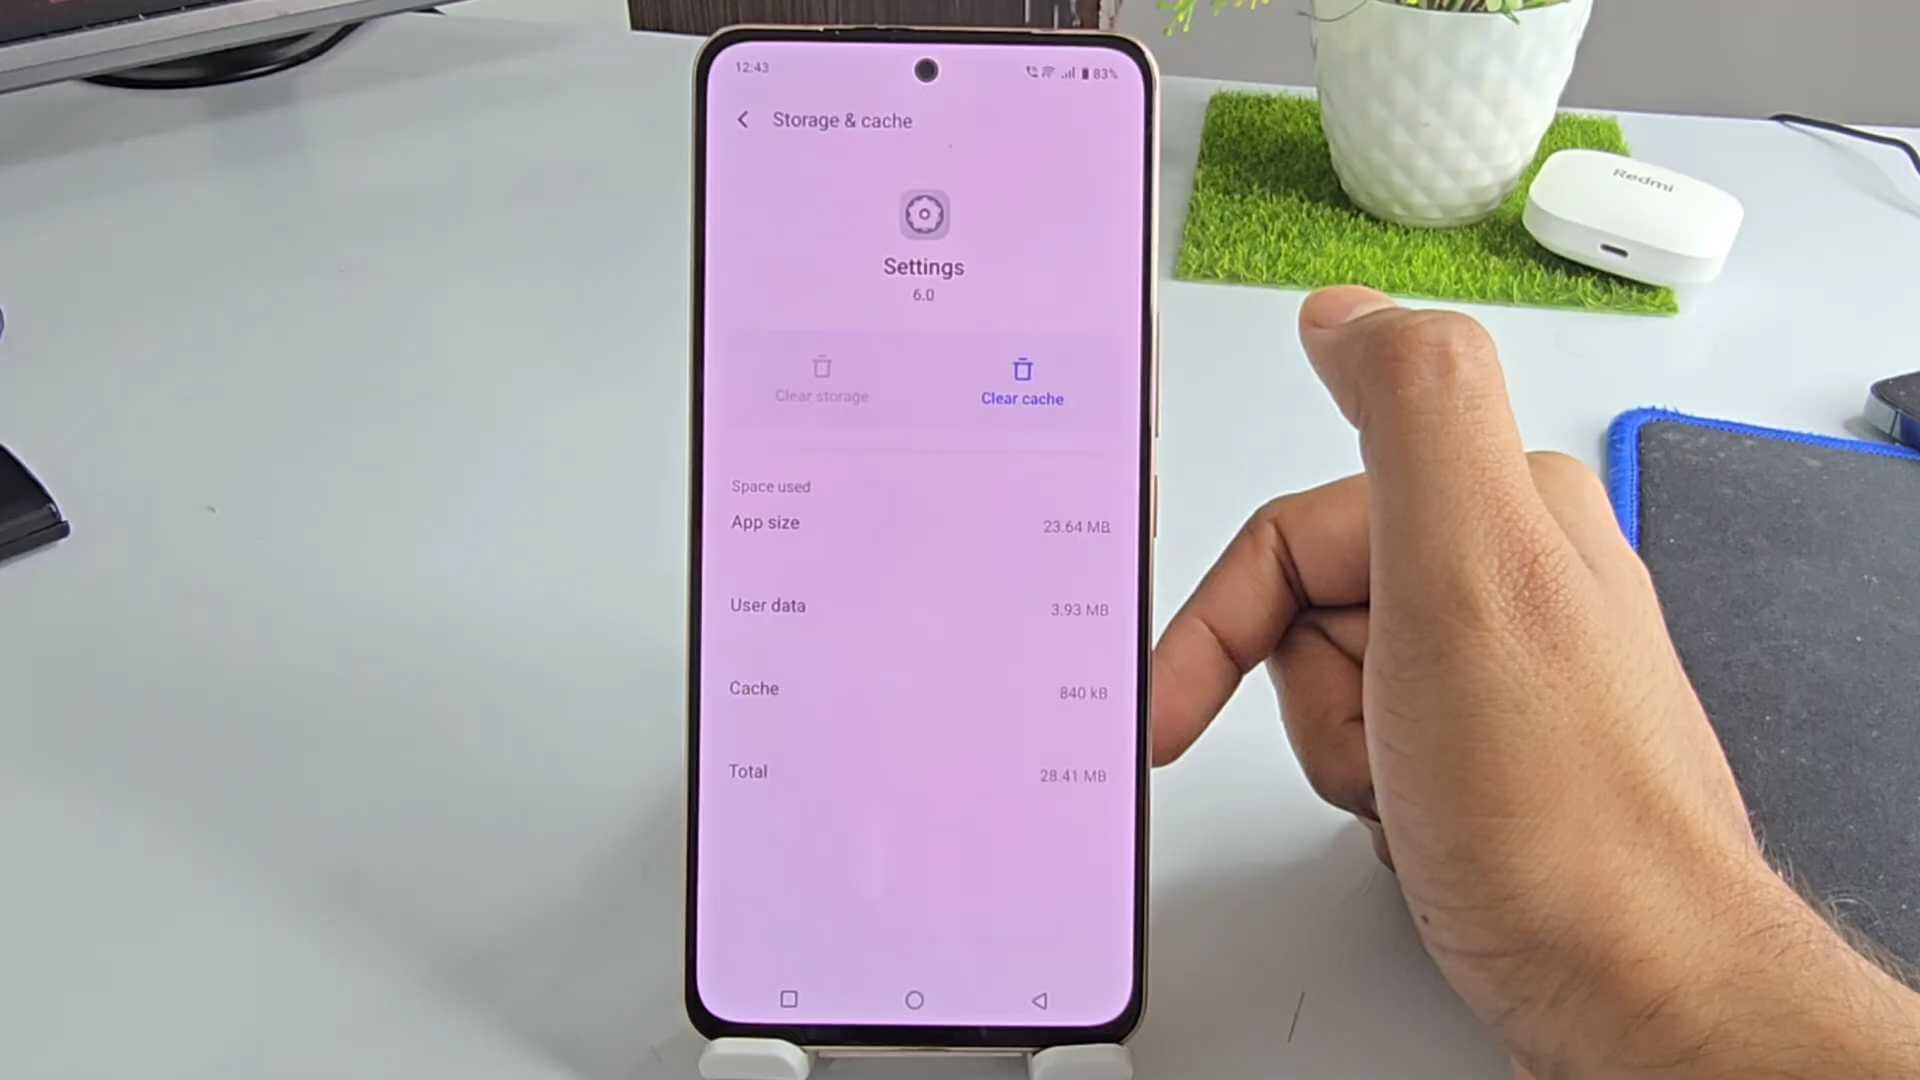 12:43
83%
Storage & cache
Settings
6.0
Clear storage
Clear cache
Space used
App size 23.64 MB
User data 3.93 MB
Cache 840 kB
Total 28.41 MB
Redmi